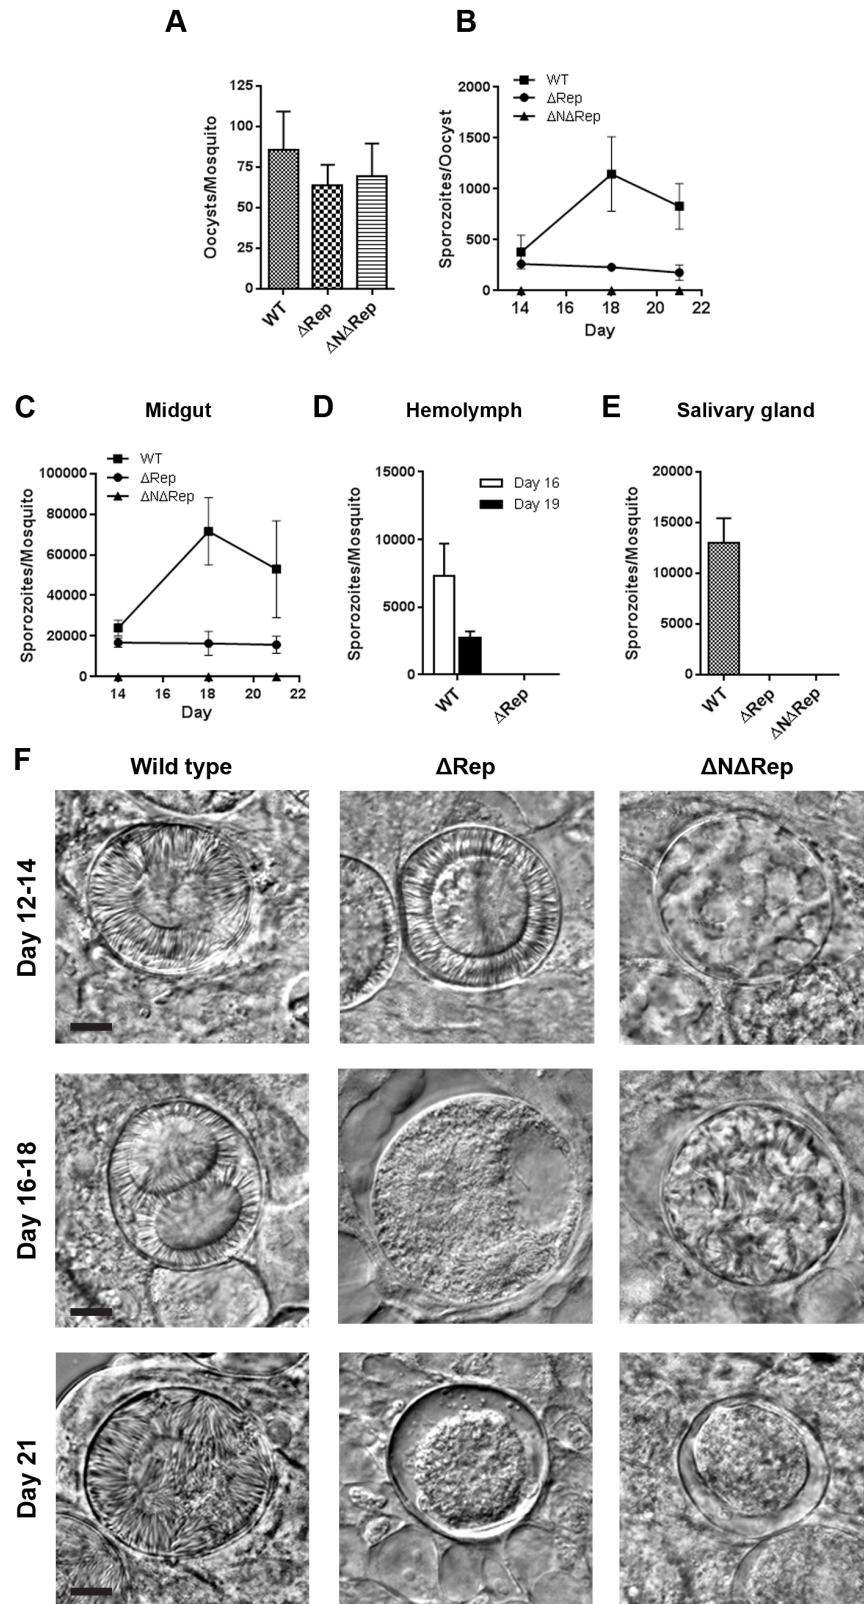 A
Oocysts/Mosquito
125
100
75
50
25
0
WT
ΔRep
ΔNΔRep
B
Sporozoites/Oocyst
2000
1500
1000
500
0
WT
ΔRep
ΔNΔRep
14 16 18 20 22
Day
C
Midgut
Sporozoites/Mosquito
100000
80000
60000
40000
20000
0
WT
ΔRep
ΔNΔRep
14 16 18 20 22
Day
D
Hemolymph
Sporozoites/Mosquito
15000
10000
5000
0
Day 16
Day 19
WT
ΔRep
E
Salivary gland
Sporozoites/Mosquito
20000
15000
10000
5000
0
WT
ΔRep
ΔNΔRep
F
Wild type ΔRep ΔNΔRep
Day 12-14
Day 16-18
Day 21